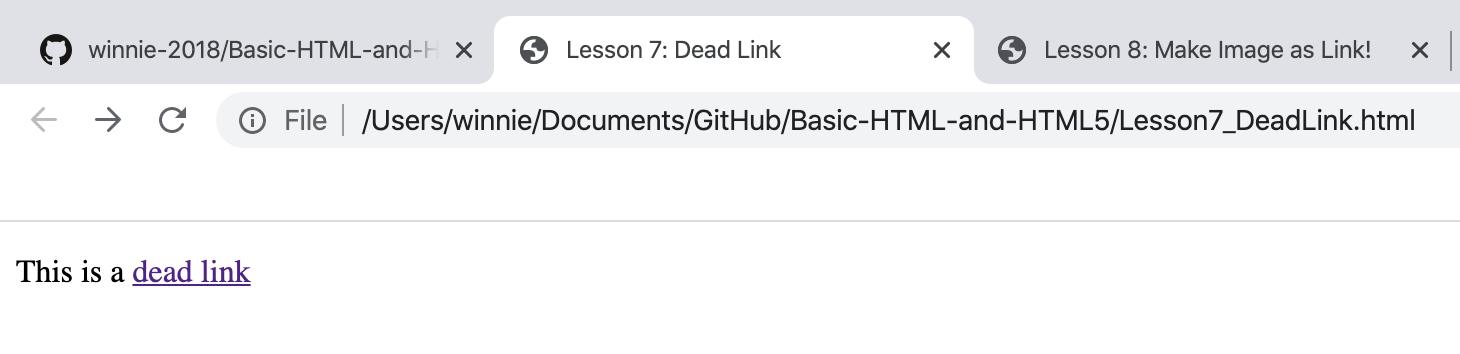 winnie-2018/Basic-HTML-and-H
Lesson 7: Dead Link
Lesson 8: Make Image as Link!
File
/Users/winnie/Documents/GitHub/Basic-HTML-and-HTML5/Lesson7_DeadLink.html
This is a dead link